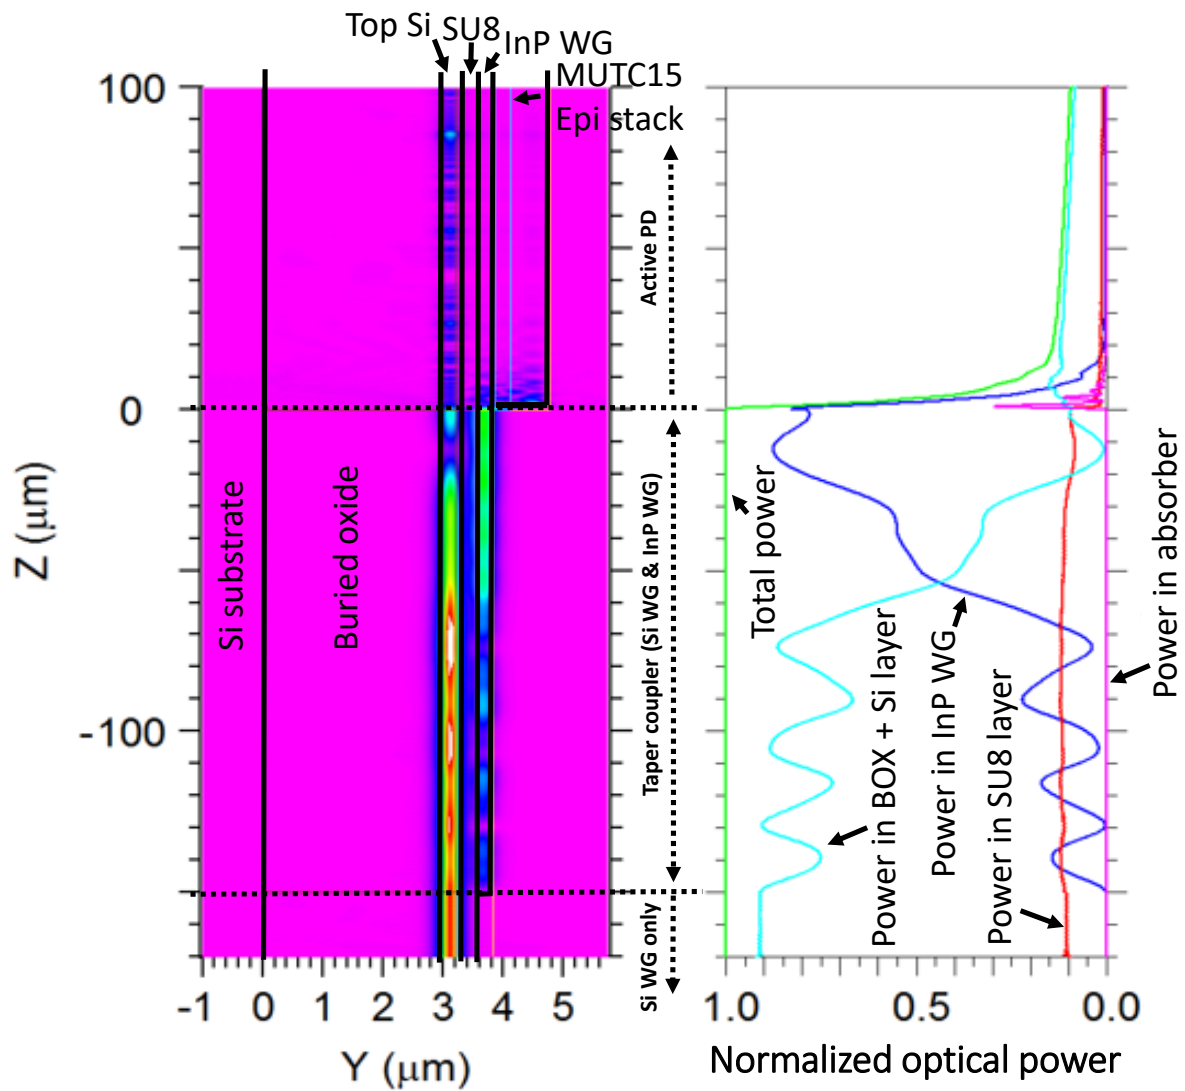 Top Si
SU8
InP WG
MUTC15
Epi stack
100
0
-100
Z (μm)
Si substrate
Buried oxide
Active PD
Taper coupler (Si WG & InP WG)
Si WG only
-1 0 1 2 3 4 5
Y (μm)
Total power
Power in BOX + Si layer
Power in InP WG
Power in SU8 layer
Power in absorber
1.0 0.5 0.0
Normalized optical power